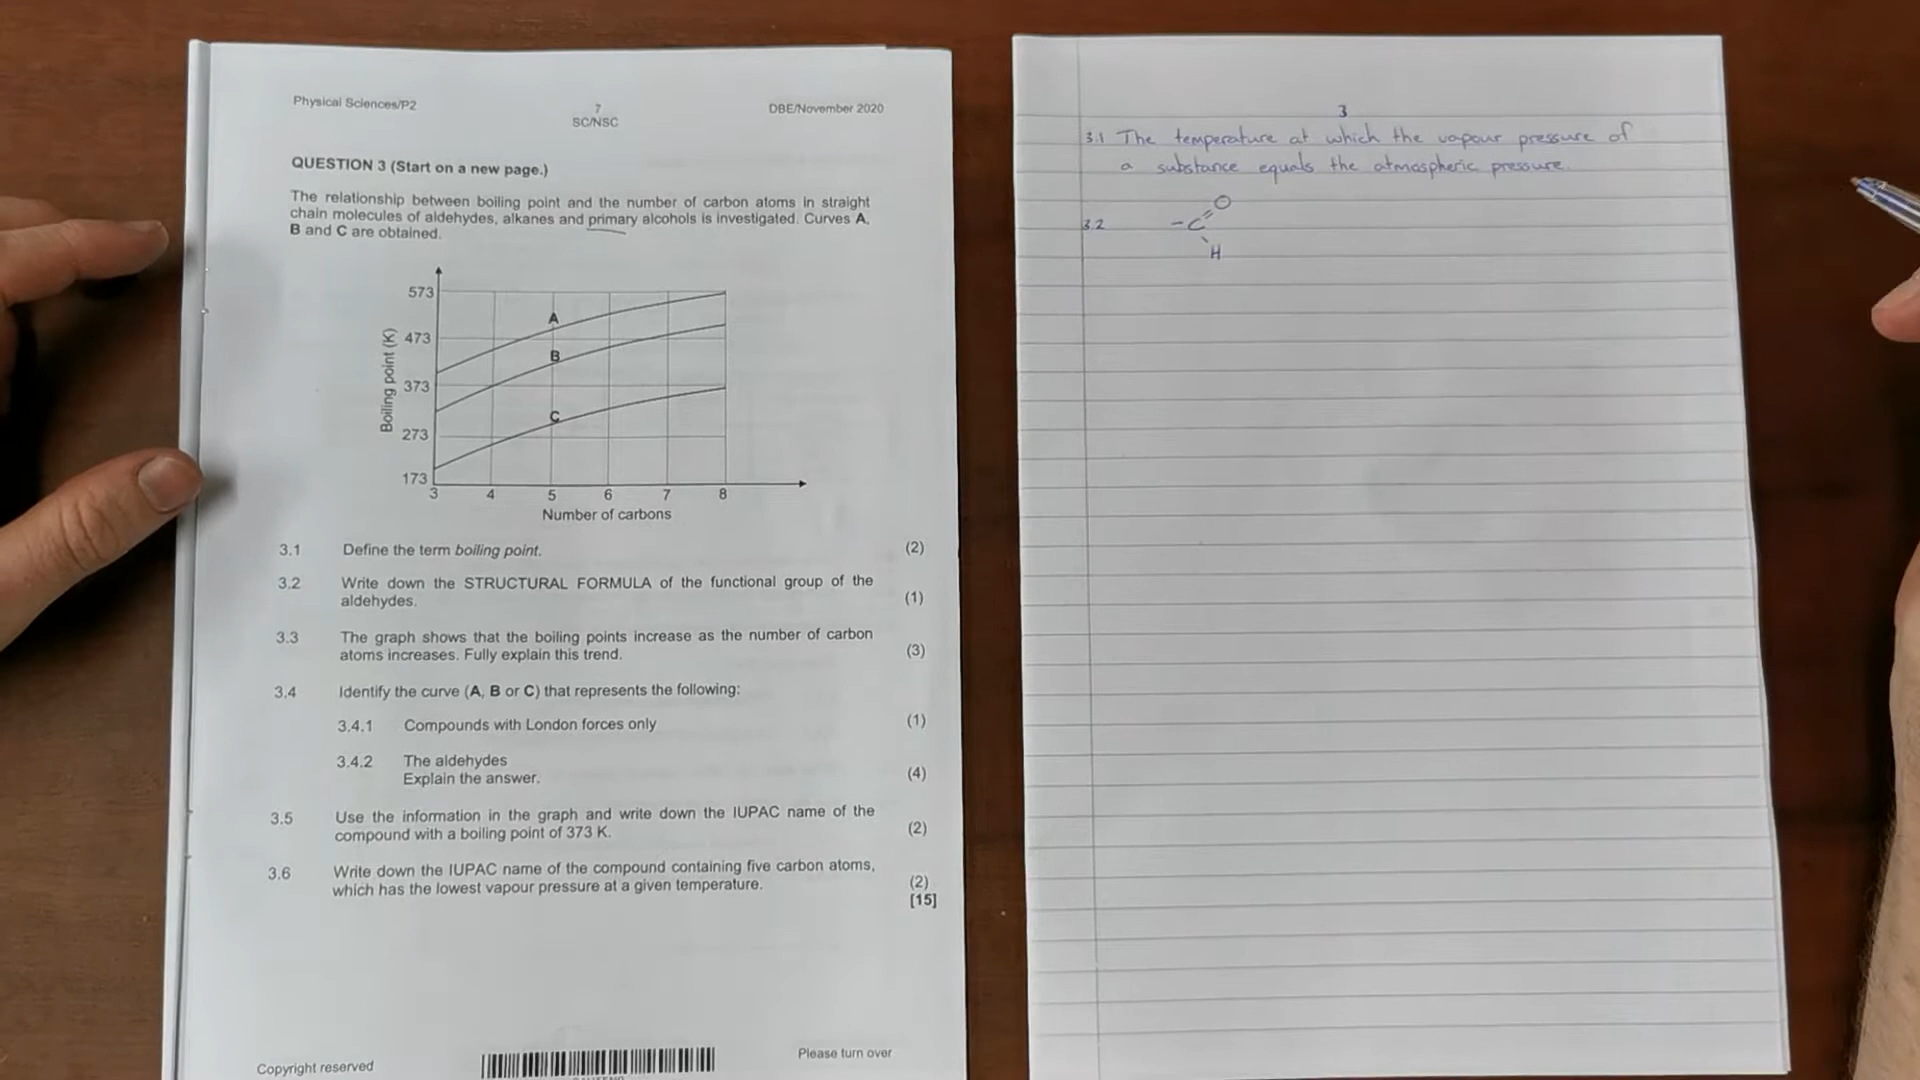 Physical Sciences/P2
7
SC/NSC
DBE/November 2020
QUESTION 3 (Start on a new page.)
The relationship between boiling point and the number of carbon atoms in straight
chain molecules of aldehydes, alkanes and primary alcohols is investigated. Curves A,
B and C are obtained.
573
473
373
273
173
Boiling point (K)
A
B
C
3 4 5 6 7 8
Number of carbons
3.1 Define the term boiling point. (2)
3.2 Write down the STRUCTURAL FORMULA of the functional group of the
aldehydes. (1)
3.3 The graph shows that the boiling points increase as the number of carbon
atoms increases. Fully explain this trend. (3)
3.4 Identify the curve (A, B or C) that represents the following:
3.4.1 Compounds with London forces only (1)
3.4.2 The aldehydes
Explain the answer. (4)
3.5 Use the information in the graph and write down the IUPAC name of the
compound with a boiling point of 373 K. (2)
3.6 Write down the IUPAC name of the compound containing five carbon atoms,
which has the lowest vapour pressure at a given temperature. (2)
[15]
Copyright reserved
Please turn over
3
3.1 The temperature at which the vapour pressure of
a substance equals the atmospheric pressure.
3.2
O
-C
H